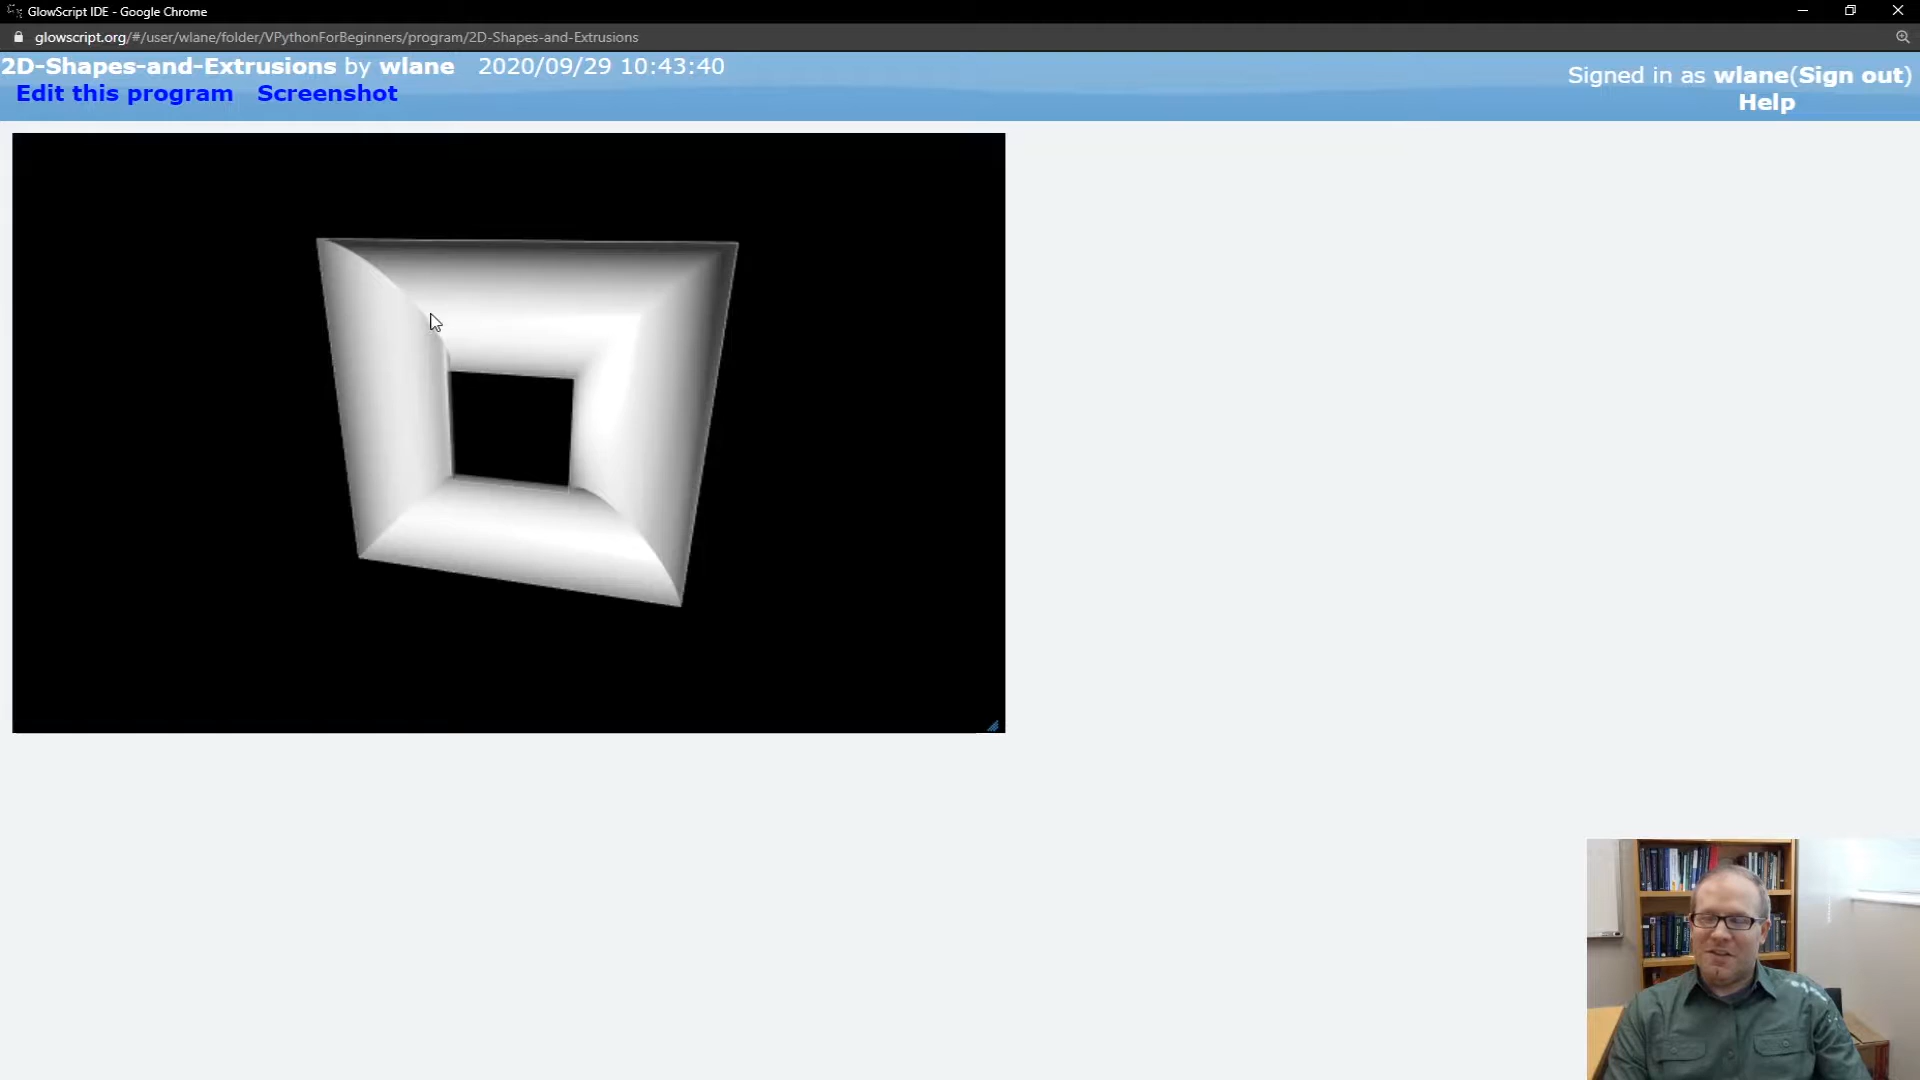 GlowScript IDE - Google Chrome
glowscript.org/#/user/wlane/folder/VPythonForBeginners/program/2D-Shapes-and-Extrusions
2D-Shapes-and-Extrusions by wlane 2020/09/29 10:43:40
Signed in as wlane(Sign out)
Edit this program Screenshot
Help